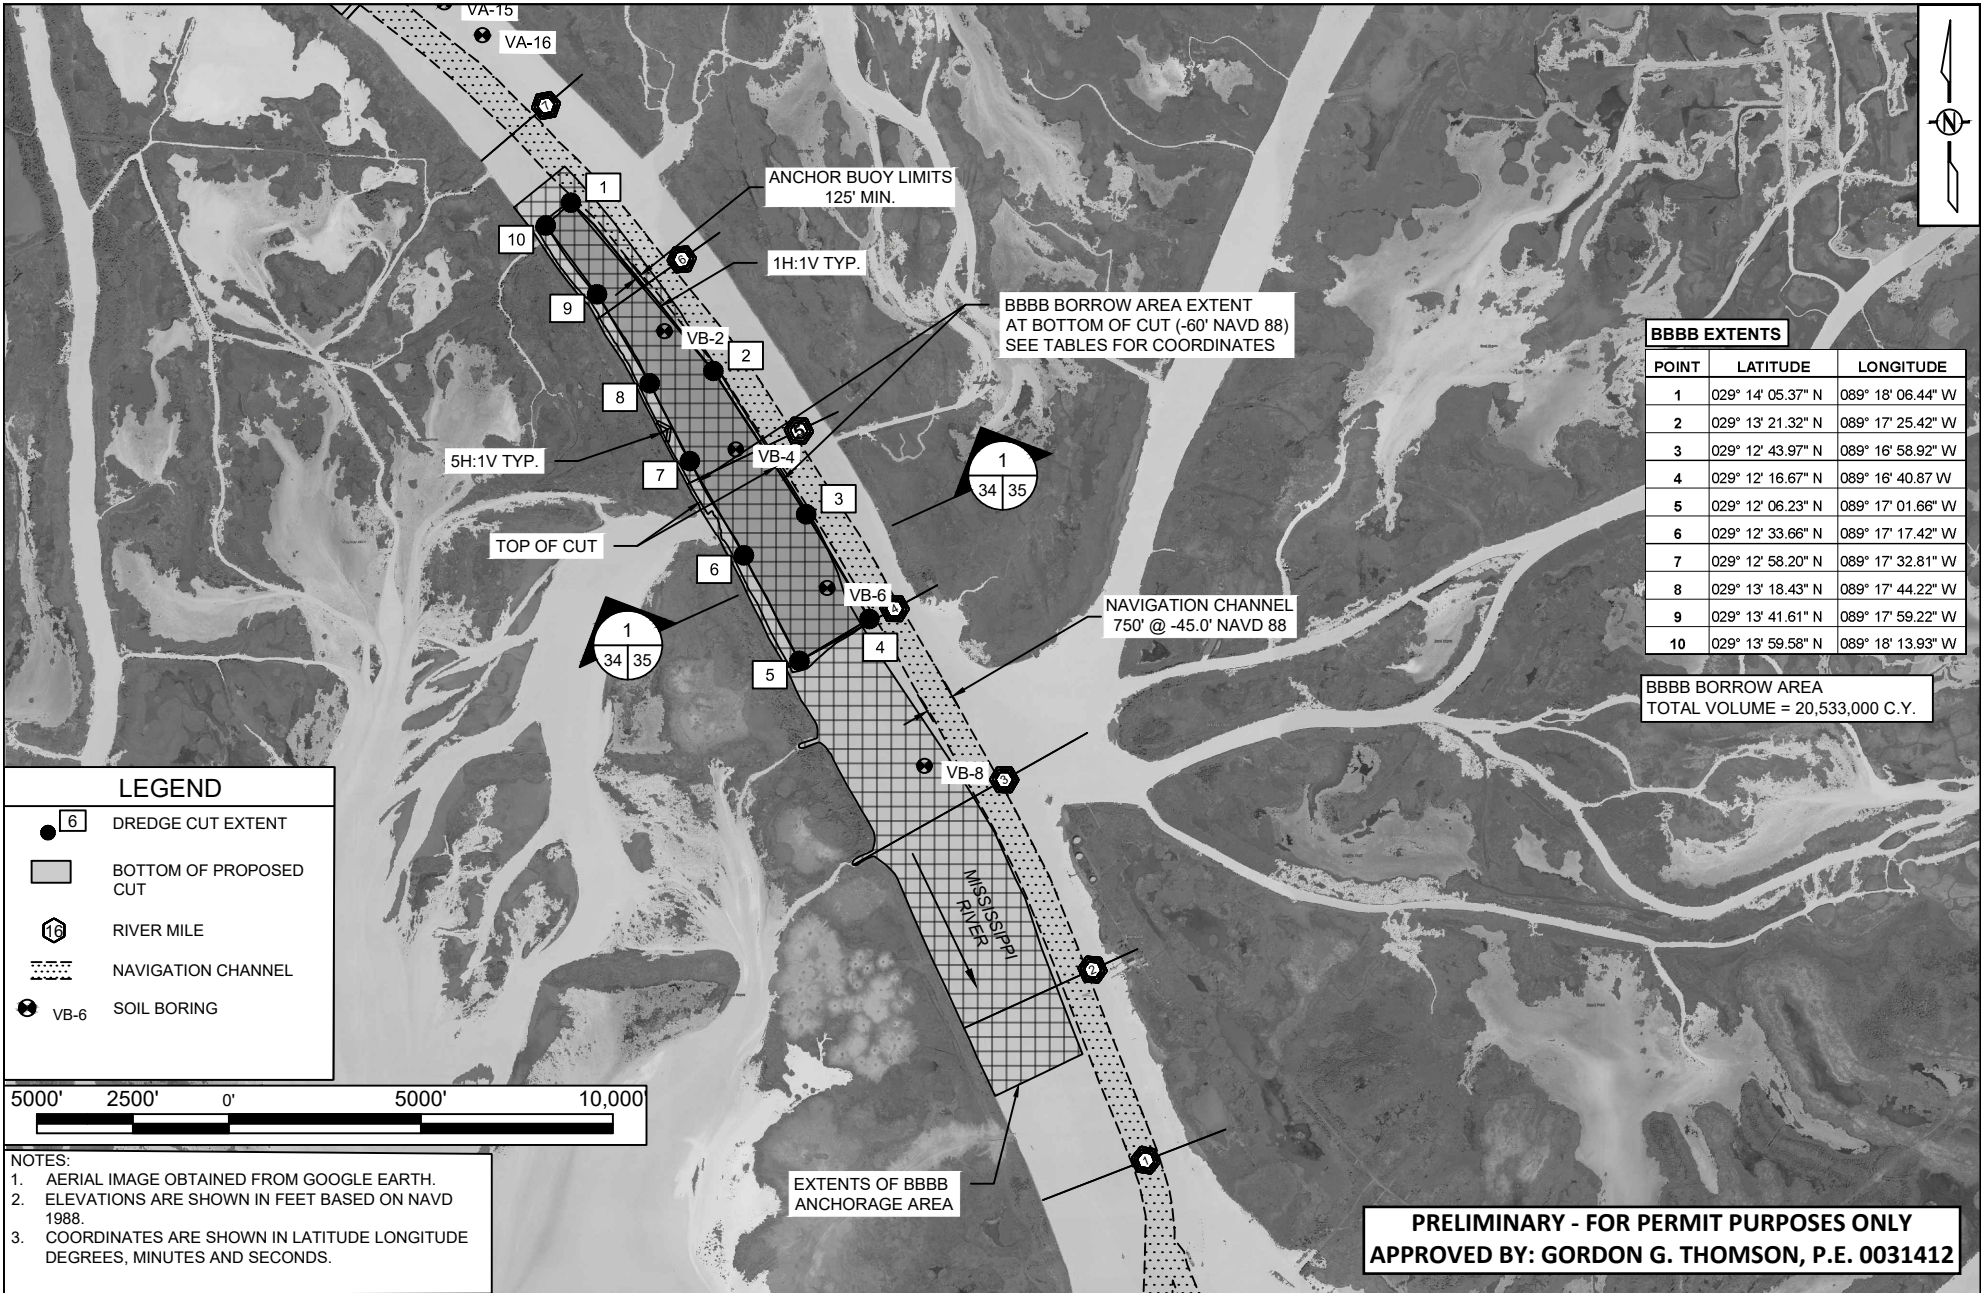 VA-15
VA-16
N
7
1
ANCHOR BUOY LIMITS
125' MIN.
10
6
1H:1V TYP.
9
BBBB BORROW AREA EXTENT
AT BOTTOM OF CUT (-60' NAVD 88)
SEE TABLES FOR COORDINATES
VB-2
2
8
5
5H:1V TYP.
VB-4
7
1
34 35
3
TOP OF CUT
6
VB-6
4
NAVIGATION CHANNEL
750' @ -45.0' NAVD 88
1
34 35
4
5
VB-8
3
MISSISSIPPI
RIVER
2
1
EXTENTS OF BBBB
ANCHORAGE AREA
BBBB EXTENTS
POINT LATITUDE LONGITUDE
1 029° 14' 05.37" N 089° 18' 06.44" W
2 029° 13' 21.32" N 089° 17' 25.42" W
3 029° 12' 43.97" N 089° 16' 58.92" W
4 029° 12' 16.67" N 089° 16' 40.87 W
5 029° 12' 06.23" N 089° 17' 01.66" W
6 029° 12' 33.66" N 089° 17' 17.42" W
7 029° 12' 58.20" N 089° 17' 32.81" W
8 029° 13' 18.43" N 089° 17' 44.22" W
9 029° 13' 41.61" N 089° 17' 59.22" W
10 029° 13' 59.58" N 089° 18' 13.93" W
BBBB BORROW AREA
TOTAL VOLUME = 20,533,000 C.Y.
LEGEND
6 DREDGE CUT EXTENT
BOTTOM OF PROPOSED
CUT
16 RIVER MILE
NAVIGATION CHANNEL
VB-6 SOIL BORING
5000' 2500' 0' 5000' 10,000'
NOTES:
1. AERIAL IMAGE OBTAINED FROM GOOGLE EARTH.
2. ELEVATIONS ARE SHOWN IN FEET BASED ON NAVD
1988.
3. COORDINATES ARE SHOWN IN LATITUDE LONGITUDE
DEGREES, MINUTES AND SECONDS.
PRELIMINARY - FOR PERMIT PURPOSES ONLY
APPROVED BY: GORDON G. THOMSON, P.E. 0031412